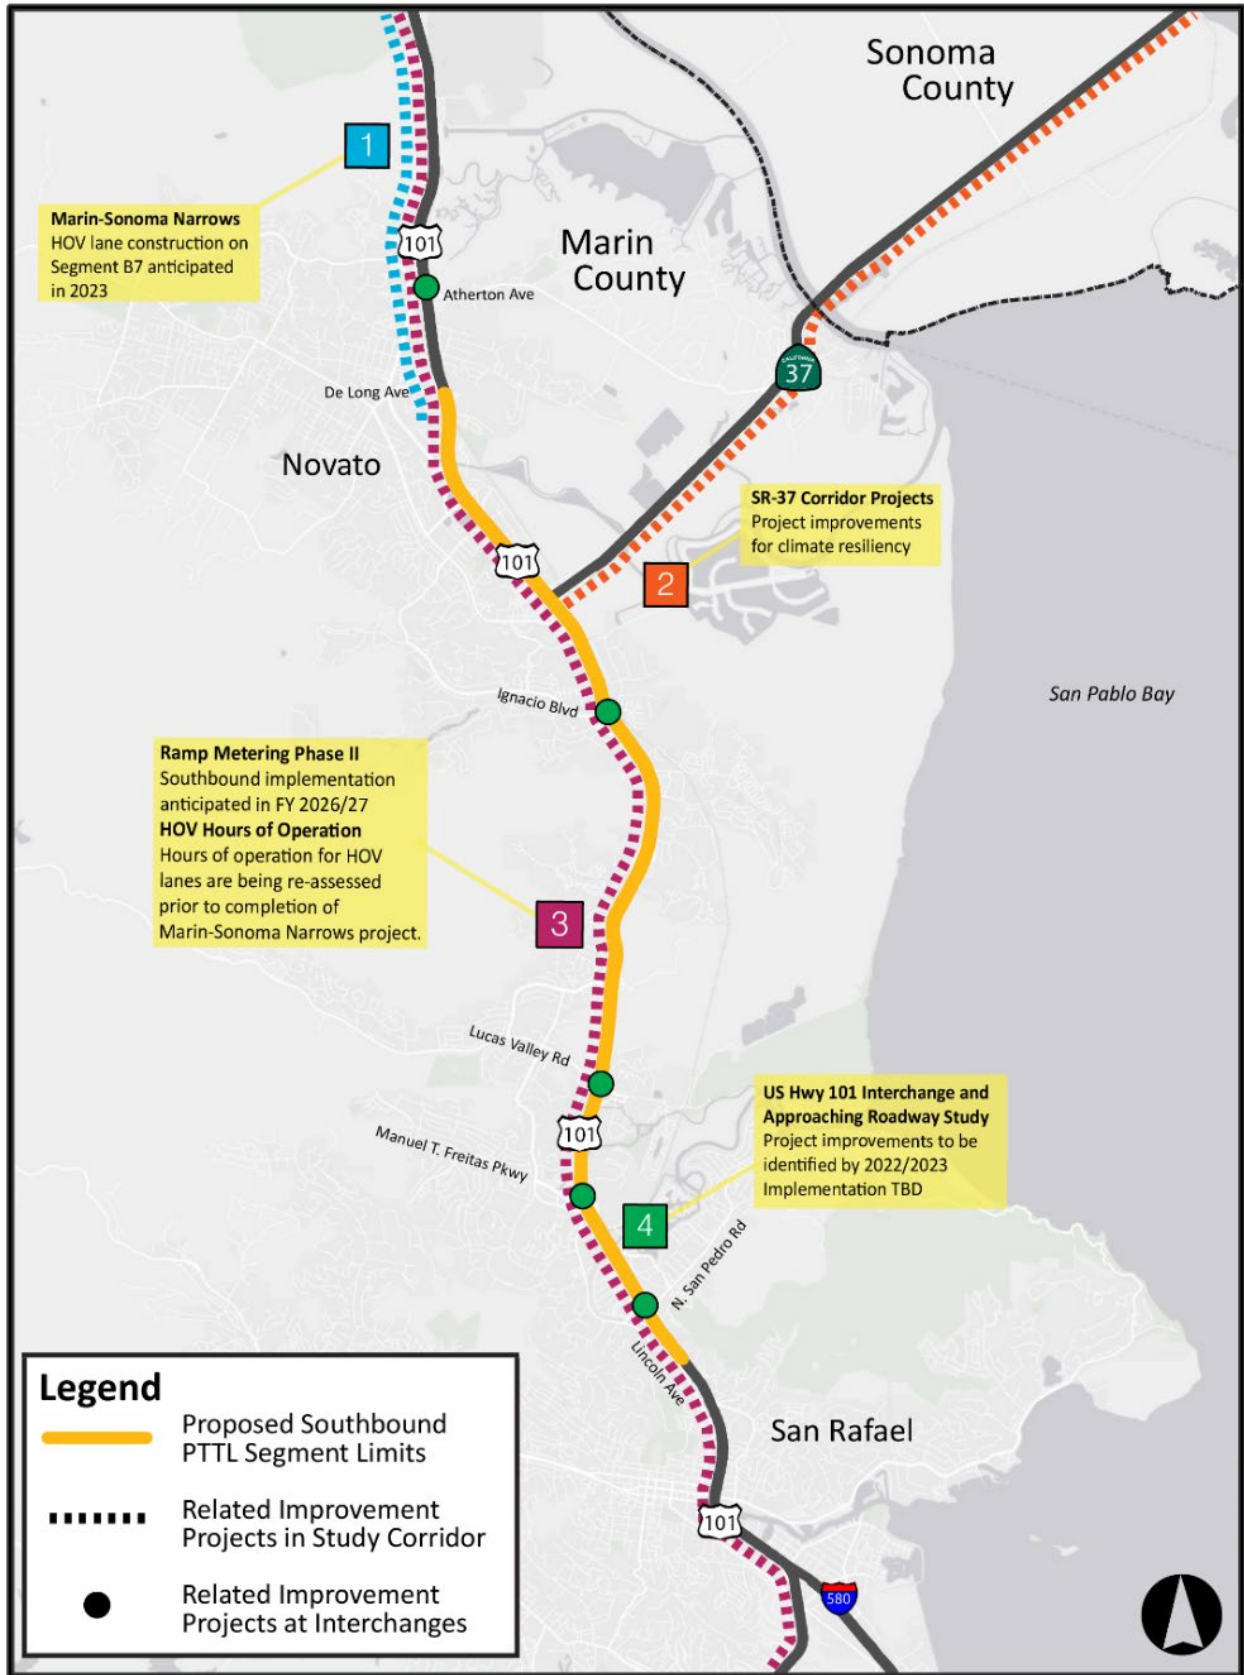 Sonoma
County
1
Marin-Sonoma Narrows
HOV lane construction on
Segment B7 anticipated
in 2023
101
Marin
County
Atherton Ave
CALIFORNIA
37
De Long Ave
Novato
SR-37 Corridor Projects
Project improvements
for climate resiliency
101
2
Ignacio Blvd
San Pablo Bay
Ramp Metering Phase II
Southbound implementation
anticipated in FY 2026/27
HOV Hours of Operation
Hours of operation for HOV
lanes are being re-assessed
prior to completion of
Marin-Sonoma Narrows project.
3
Lucas Valley Rd
US Hwy 101 Interchange and
Approaching Roadway Study
Project improvements to be
identified by 2022/2023
Implementation TBD
101
Manuel T. Freitas Pkwy
4
N. San Pedro Rd
Lincoln Ave
San Rafael
101
580
Legend
Proposed Southbound
PTTL Segment Limits
Related Improvement
Projects in Study Corridor
Related Improvement
Projects at Interchanges